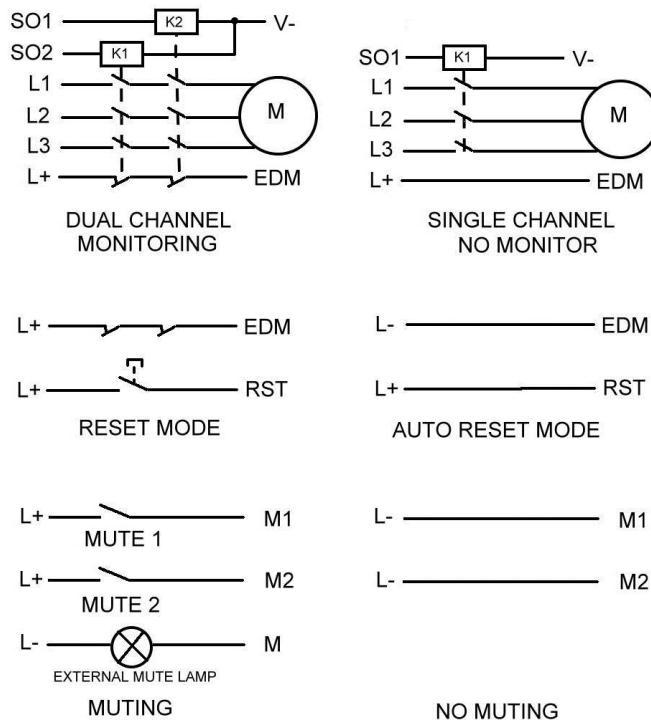 SO1 K2 V-
SO2 K1
L1
L2 M
L3
L+ EDM
DUAL CHANNEL
MONITORING
SO1 K1 V-
L1
L2 M
L3
L+ EDM
SINGLE CHANNEL
NO MONITOR
L+ EDM
L+ RST
RESET MODE
L- EDM
L+ RST
AUTO RESET MODE
L+ M1
MUTE 1
L+ M2
MUTE 2
L- M
EXTERNAL MUTE LAMP
MUTING
L- M1
L- M2
NO MUTING